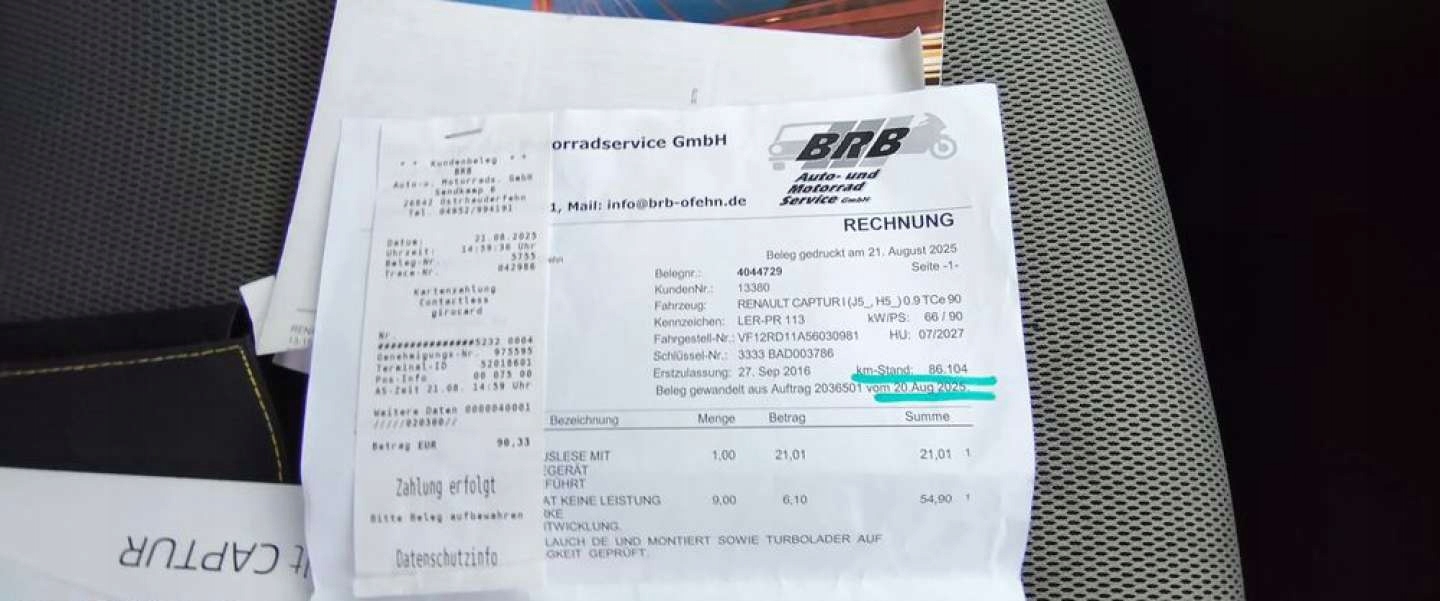 * * Kundenbeleg * *
BRB
Auto-u. Motorrads. GmbH
Sandkamp 6
26842 Ostrhauderfehn
Tel. 04952/994191
Datum: 21.08.2025
Uhrzeit: 14:59:36 Uhr
Beleg-Nr. 5755
Trace-Nr. 042986
Kartenzahlung
Contactless
girocard
Nr.
###############5232 0004
Genehmigungs-Nr. 975595
Terminal-ID 52018601
Pos-Info 00 075 00
AS-Zeit 21.08. 14:59 Uhr
Weitere Daten 0000040001
/////020300//
Betrag EUR 90,33
Zahlung erfolgt
Bitte Beleg aufbewahren
Datenschutzinfo
orradservice GmbH
BRB
Auto- und
Motorrad
Service GmbH
1, Mail: info@brb-ofehn.de
RECHNUNG
Beleg gedruckt am 21. August 2025
ehn
Seite -1-
Belegnr.: 4044729
KundenNr.: 13380
Fahrzeug: RENAULT CAPTUR I (J5_, H5_) 0.9 TCe 90
Kennzeichen: LER-PR 113 kW/PS: 66 / 90
Fahrgestell-Nr.: VF12RD11A56030981 HU: 07/2027
Schlüssel-Nr.: 3333 BAD003786
Erstzulassung: 27. Sep 2016 km-Stand: 86.104
Beleg gewandelt aus Auftrag 2036501 vom 20.Aug 2025.
Bezeichnung Menge Betrag Summe
USLESE MIT 1,00 21,01 21,01 1
GERÄT
FÜHRT
AT KEINE LEISTUNG 9,00 6,10 54,90 1
KE
TWICKLUNG.
LAUCH DE UND MONTIERT SOWIE TURBOLADER AUF
GKEIT GEPRÜFT.
t CAPTUR